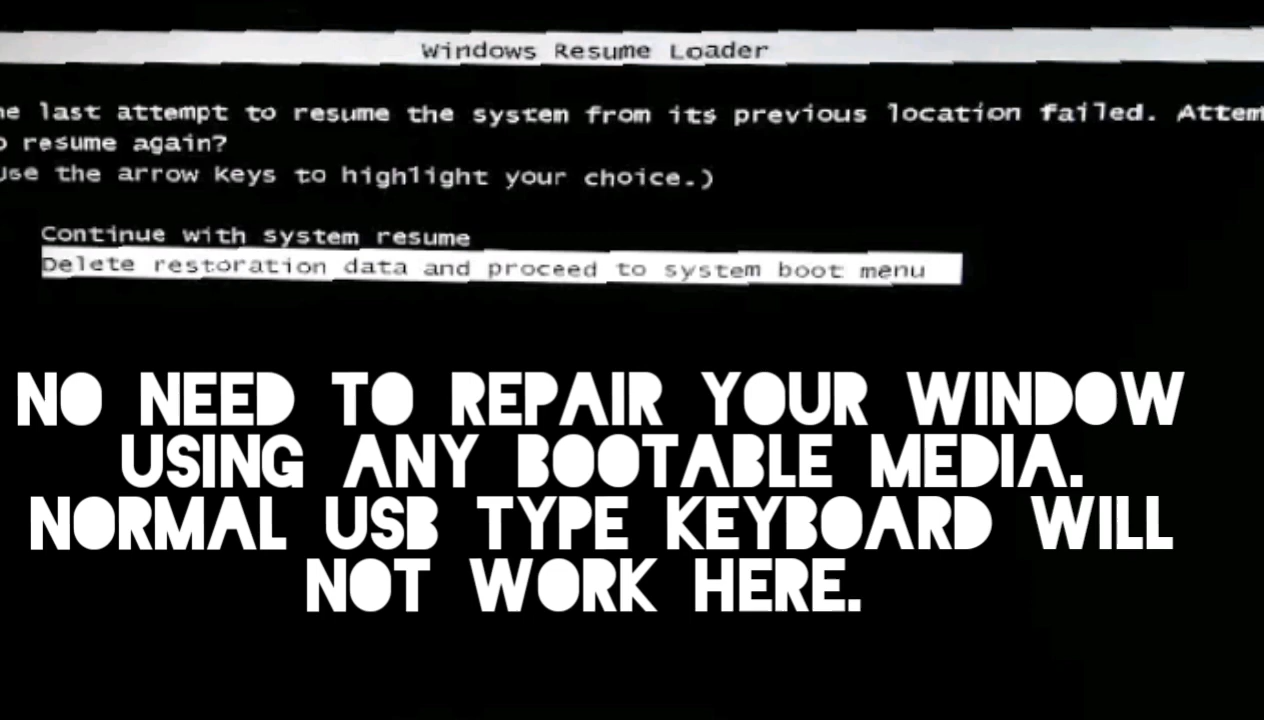 Windows Resume Loader
he last attempt to resume the system from its previous location failed. Attem
o resume again?
use the arrow keys to highlight your choice.)
Continue with system resume
Delete restoration data and proceed to system boot menu
NO NEED TO REPAIR YOUR WINDOW
USING ANY BOOTABLE MEDIA.
NORMAL USB TYPE KEYBOARD WILL
NOT WORK HERE.